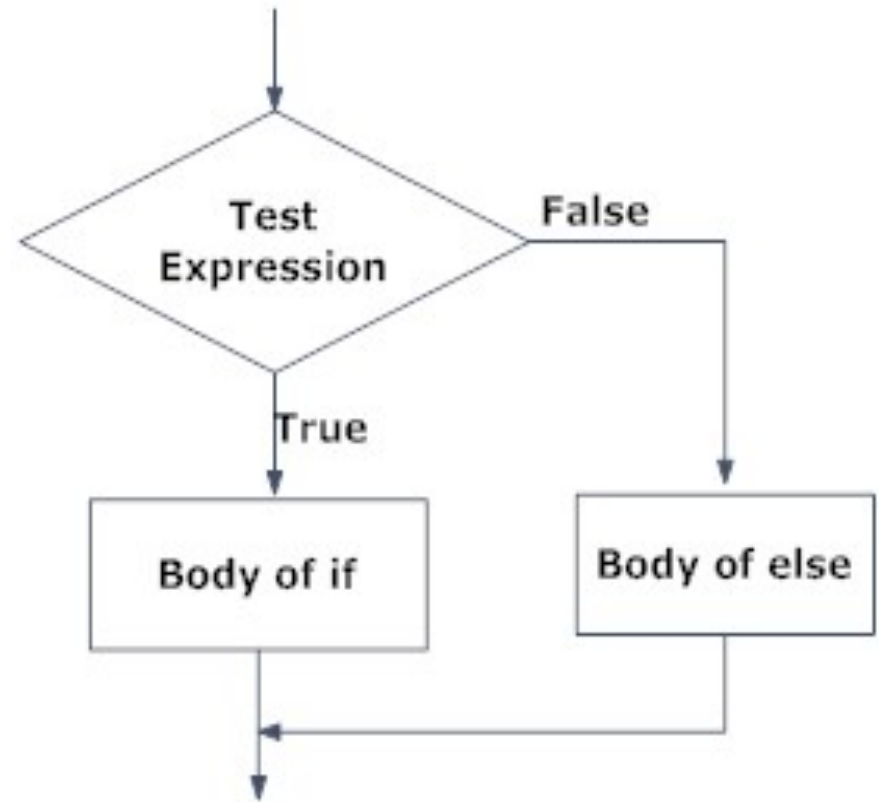 Test
Expression
False
True
Body of if
Body of else